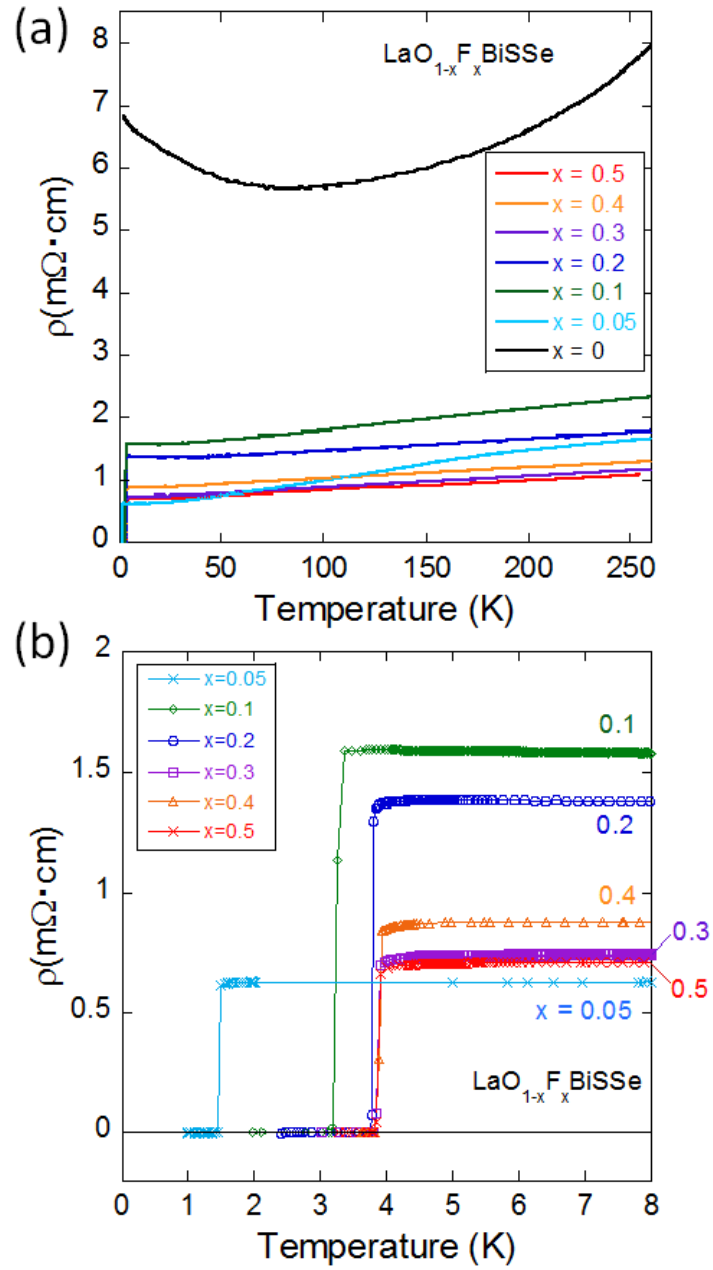 (a)
LaO1-xFxBiSSe
8
7
6
5
4
3
2
1
0
ρ(mΩ·cm)
x = 0.5
x = 0.4
x = 0.3
x = 0.2
x = 0.1
x = 0.05
x = 0
0 50 100 150 200 250
Temperature (K)
(b)
2
1.5
1
0.5
0
ρ(mΩ·cm)
x=0.05
x=0.1
x=0.2
x=0.3
x=0.4
x=0.5
0.1
0.2
0.4
0.3
0.5
x = 0.05
LaO1-xFxBiSSe
0 1 2 3 4 5 6 7 8
Temperature (K)